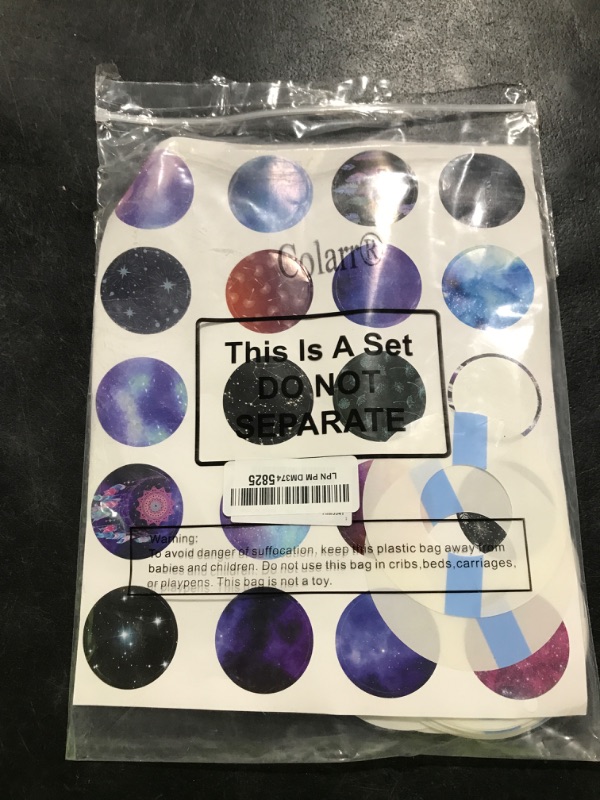 Colarr®
This Is A Set
DO NOT
SEPARATE
LPN PM DM374 5825
Warning:
To avoid danger of suffocation, keep this plastic bag away from
babies and children. Do not use this bag in cribs,beds,carriages,
or playpens. This bag is not a toy.